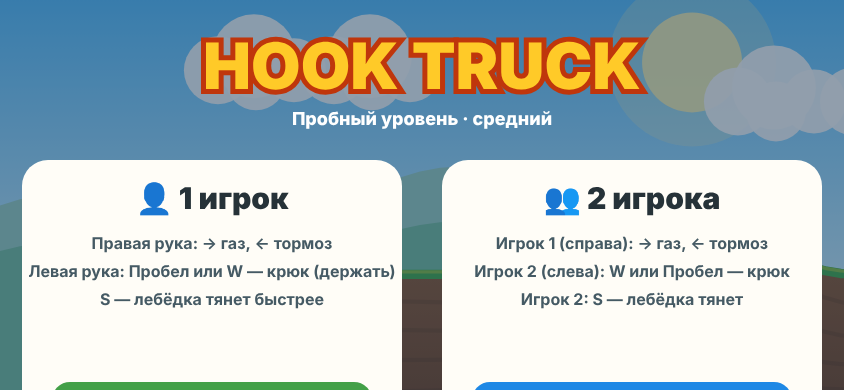 HOOK TRUCK
Пробный уровень · средний
1 игрок
Правая рука: → газ, ← тормоз
Левая рука: Пробел или W — крюк (держать)
S — лебёдка тянет быстрее
2 игрока
Игрок 1 (справа): → газ, ← тормоз
Игрок 2 (слева): W или Пробел — крюк
Игрок 2: S — лебёдка тянет